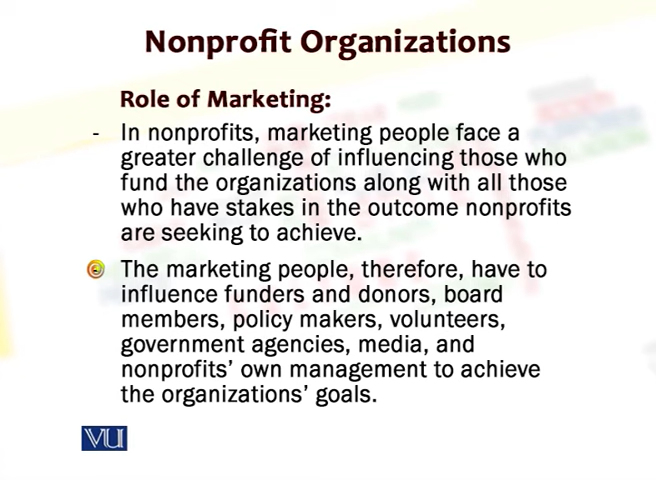 Nonprofit Organizations
Role of Marketing:
- In nonprofits, marketing people face a
greater challenge of influencing those who
fund the organizations along with all those
who have stakes in the outcome nonprofits
are seeking to achieve.
The marketing people, therefore, have to
influence funders and donors, board
members, policy makers, volunteers,
government agencies, media, and
nonprofits’ own management to achieve
the organizations’ goals.
VU